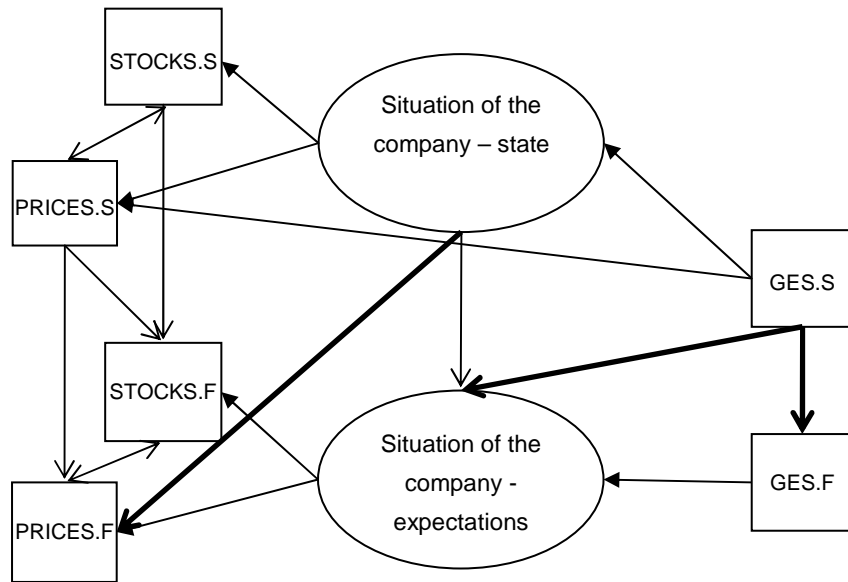 STOCKS.S
Situation of the
company – state
PRICES.S
GES.S
STOCKS.F
Situation of the
company -
expectations
GES.F
PRICES.F